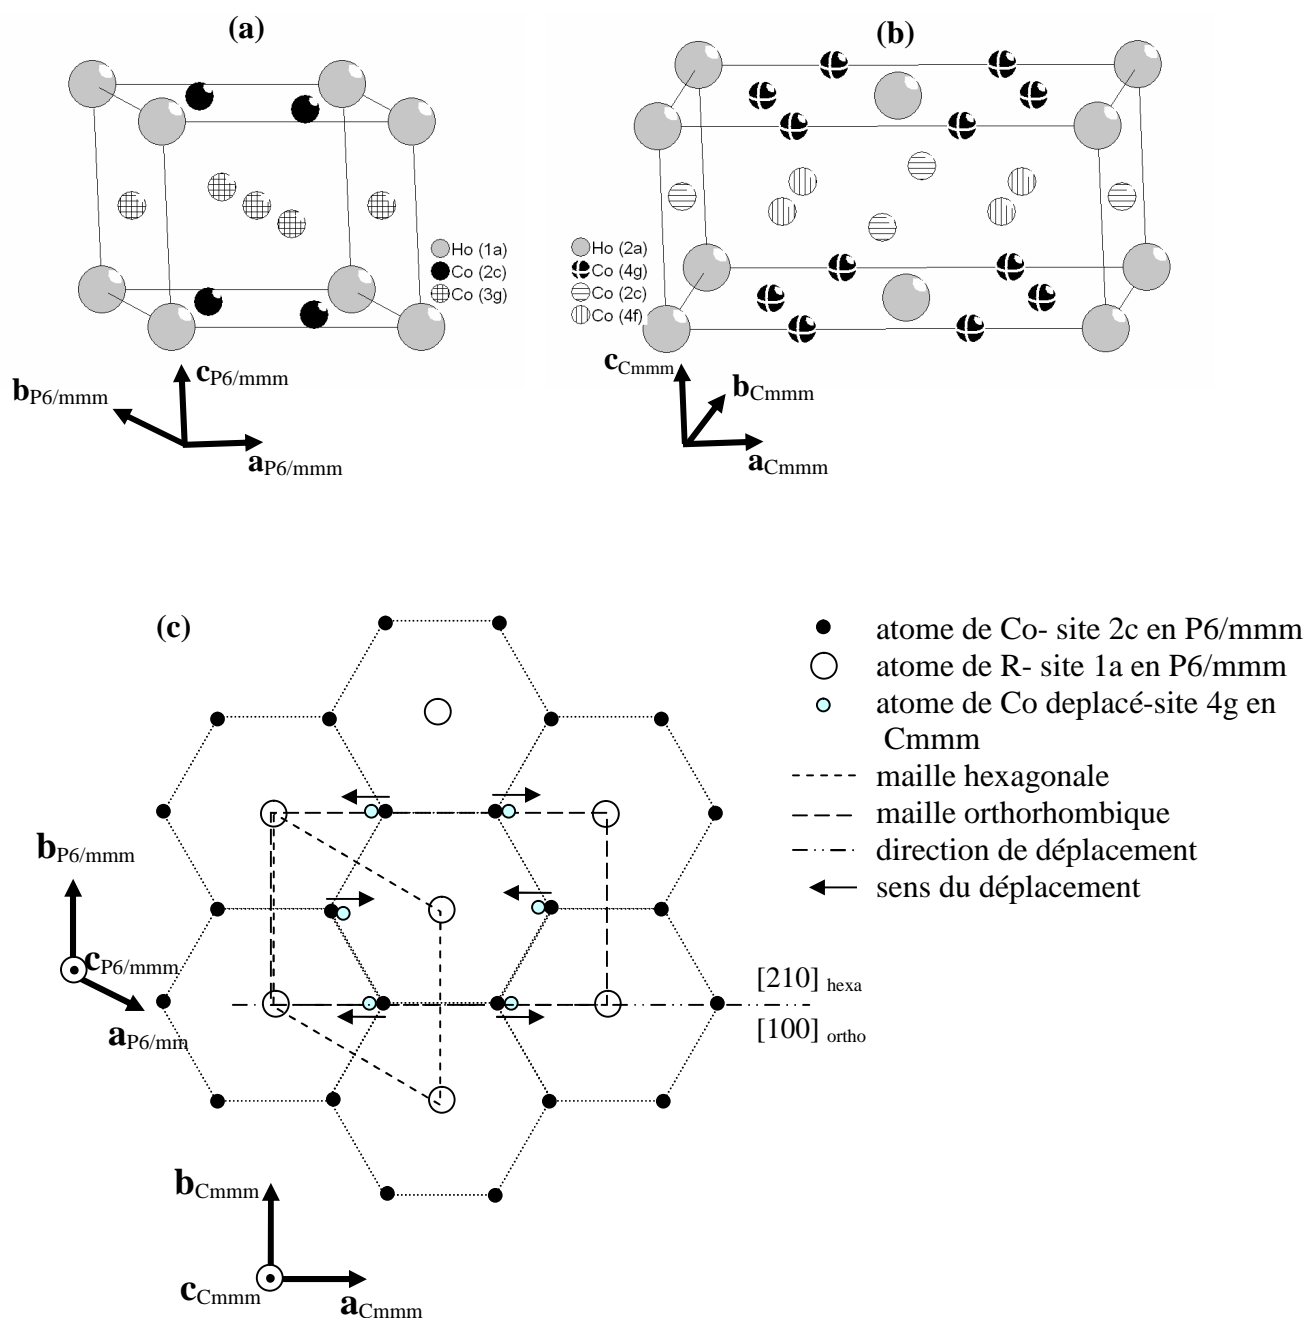 (a)
(b)
Ho (1a)
Co (2c)
Co (3g)
Ho (2a)
Co (4g)
Co (2c)
Co (4f)
cP6/mmm
bP6/mmm
aP6/mmm
cCmmm
bCmmm
aCmmm
(c)
atome de Co- site 2c en P6/mmm
atome de R- site 1a en P6/mmm
atome de Co deplacé-site 4g en
Cmmm
maille hexagonale
maille orthorhombique
direction de déplacement
sens du déplacement
bP6/mmm
cP6/mmm
aP6/mm
[210] hexa
[100] ortho
bCmmm
cCmmm
aCmmm